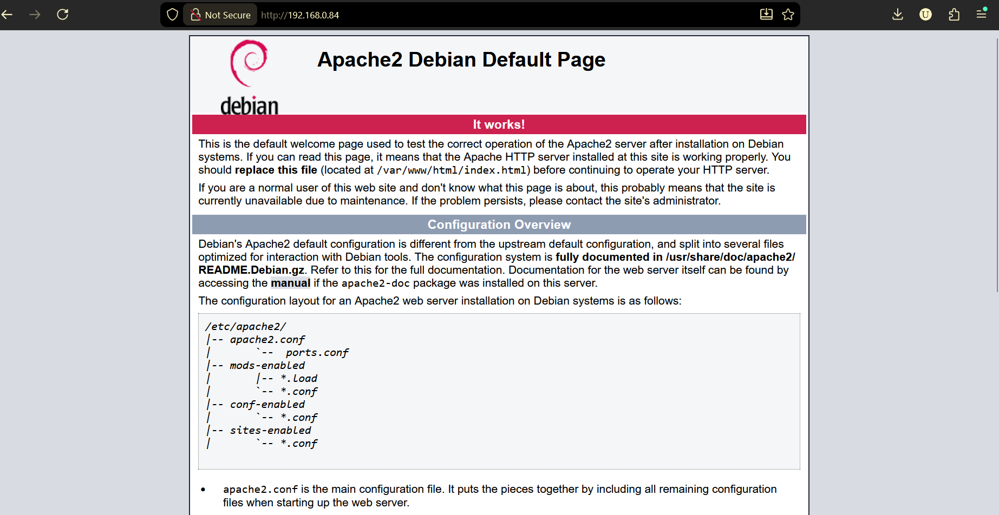 Not Secure http://192.168.0.84
U
debian
Apache2 Debian Default Page
It works!
This is the default welcome page used to test the correct operation of the Apache2 server after installation on Debian
systems. If you can read this page, it means that the Apache HTTP server installed at this site is working properly. You
should replace this file (located at /var/www/html/index.html) before continuing to operate your HTTP server.
If you are a normal user of this web site and don't know what this page is about, this probably means that the site is
currently unavailable due to maintenance. If the problem persists, please contact the site's administrator.
Configuration Overview
Debian's Apache2 default configuration is different from the upstream default configuration, and split into several files
optimized for interaction with Debian tools. The configuration system is fully documented in /usr/share/doc/apache2/
README.Debian.gz. Refer to this for the full documentation. Documentation for the web server itself can be found by
accessing the manual if the apache2-doc package was installed on this server.
The configuration layout for an Apache2 web server installation on Debian systems is as follows:
/etc/apache2/
|-- apache2.conf
|       `--  ports.conf
|-- mods-enabled
|       |-- *.load
|       `-- *.conf
|-- conf-enabled
|       `-- *.conf
|-- sites-enabled
|       `-- *.conf
• apache2.conf is the main configuration file. It puts the pieces together by including all remaining configuration
files when starting up the web server.